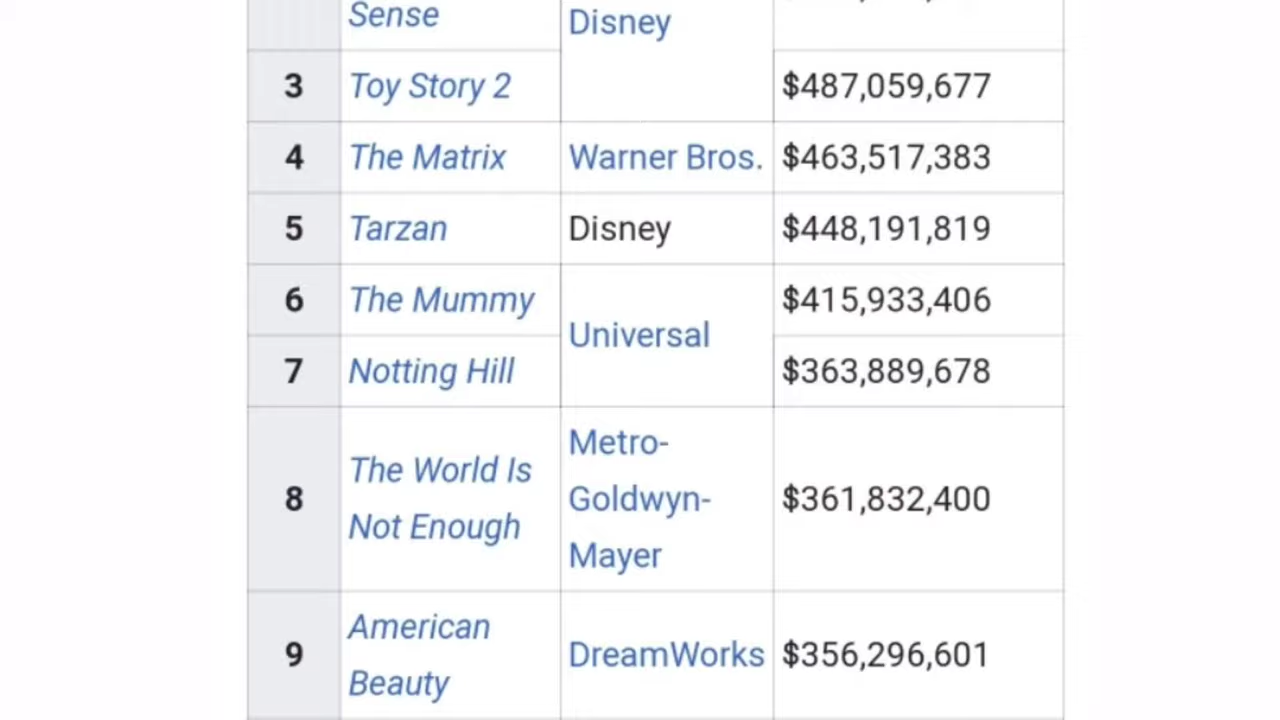 Sense
Disney
3 Toy Story 2 $487,059,677
4 The Matrix Warner Bros. $463,517,383
5 Tarzan Disney $448,191,819
6 The Mummy $415,933,406
Universal
7 Notting Hill $363,889,678
8 The World Is Not Enough Metro-Goldwyn-Mayer $361,832,400
9 American Beauty DreamWorks $356,296,601